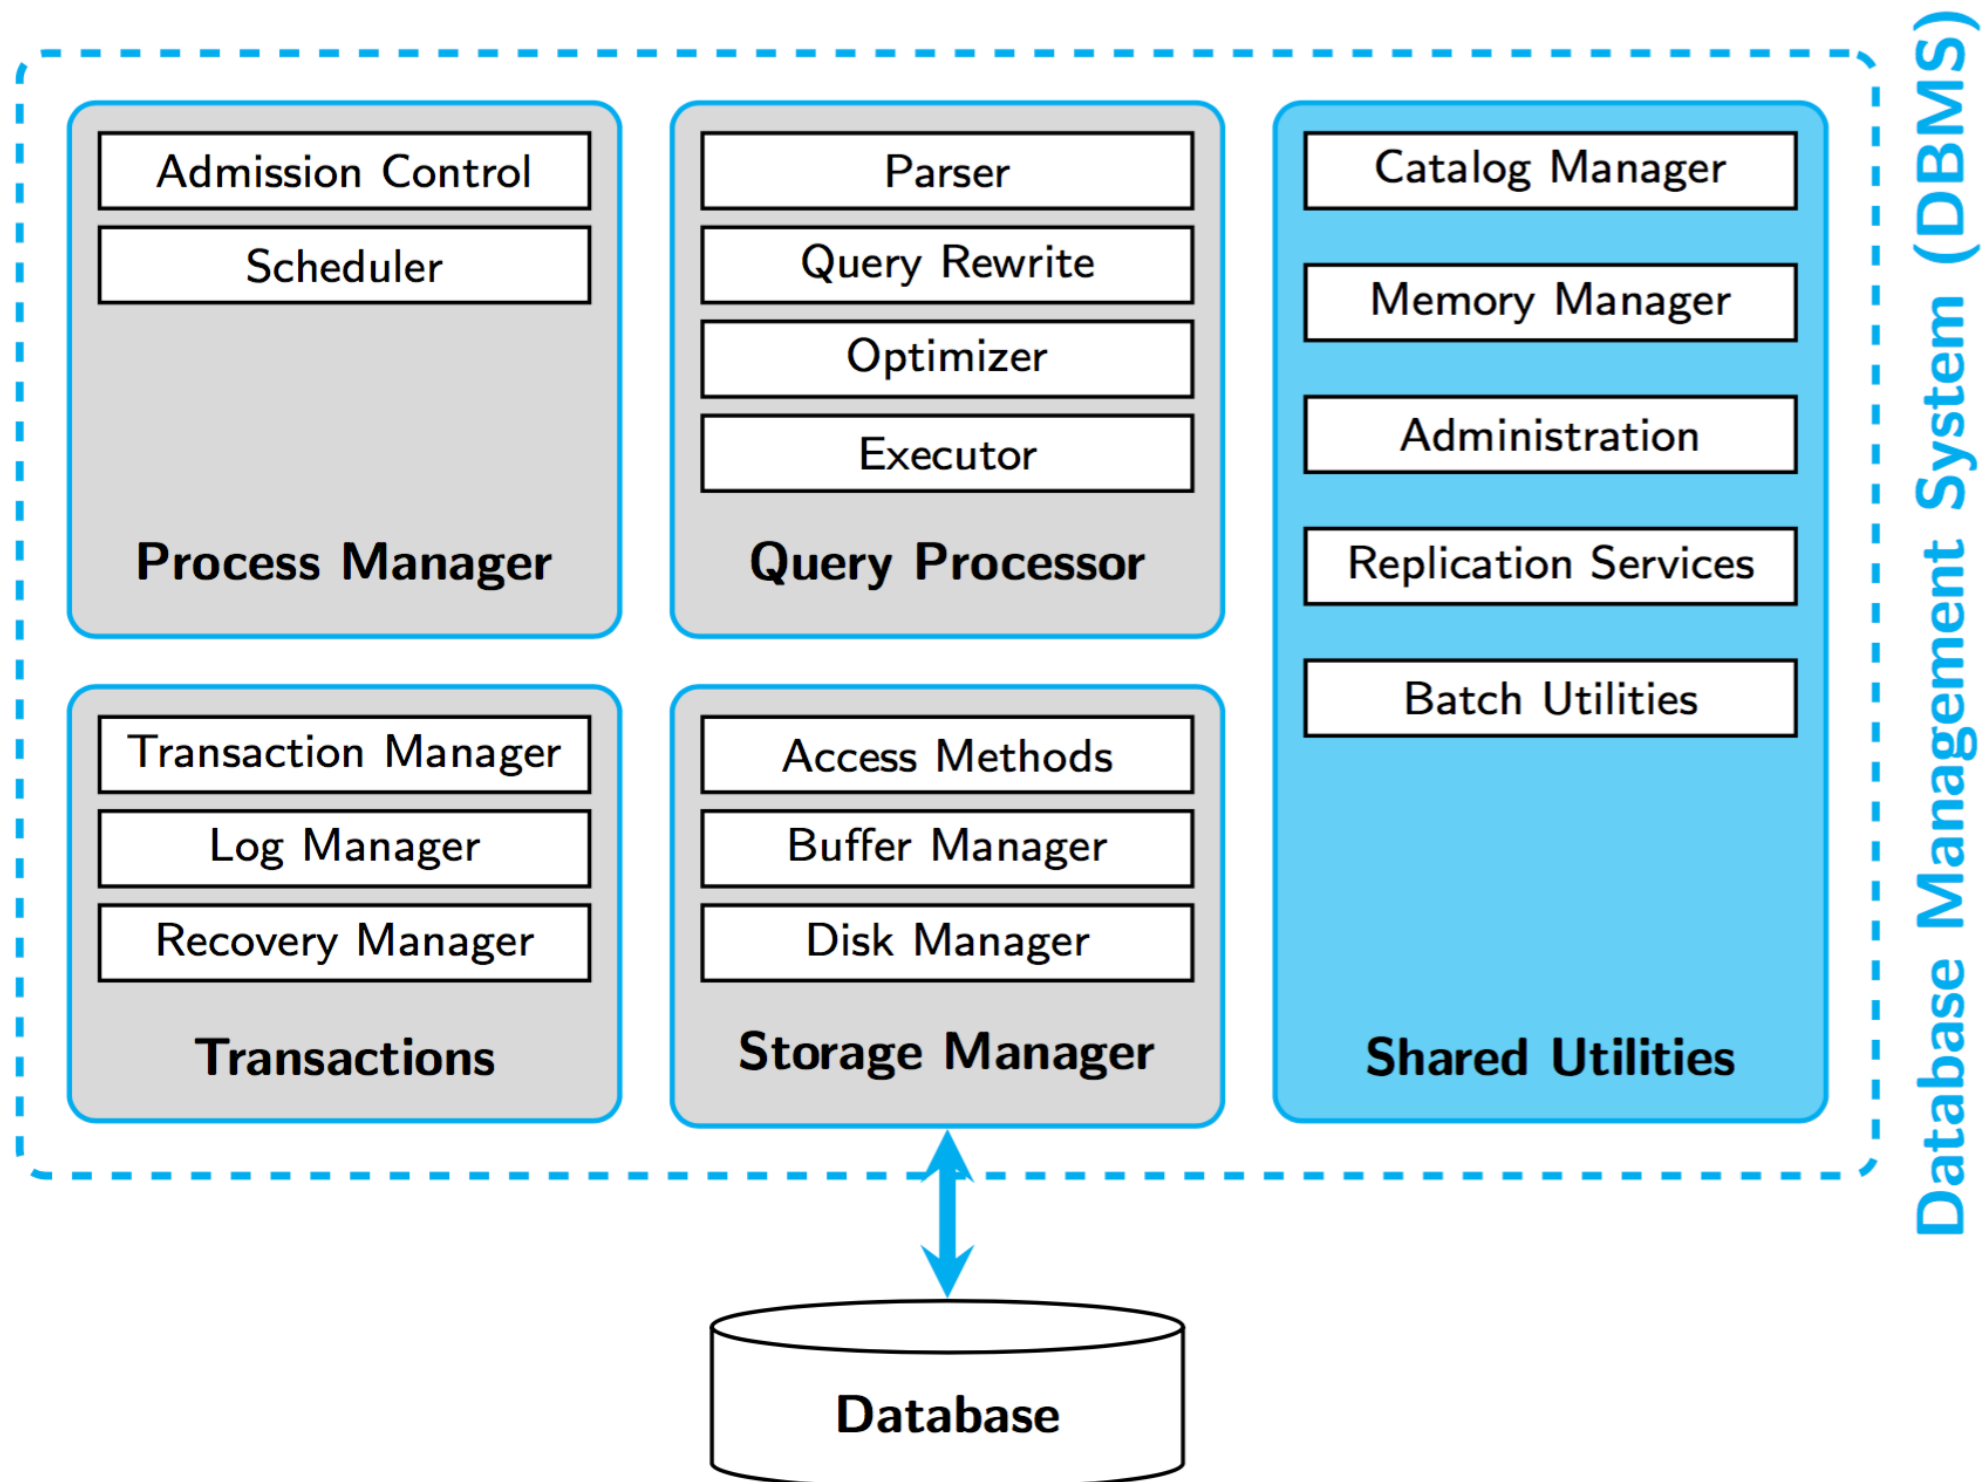 Admission Control
Scheduler
Process Manager
Parser
Query Rewrite
Optimizer
Executor
Query Processor
Catalog Manager
Memory Manager
Administration
Replication Services
Batch Utilities
Shared Utilities
Transaction Manager
Log Manager
Recovery Manager
Transactions
Access Methods
Buffer Manager
Disk Manager
Storage Manager
Database Management System (DBMS)
Database